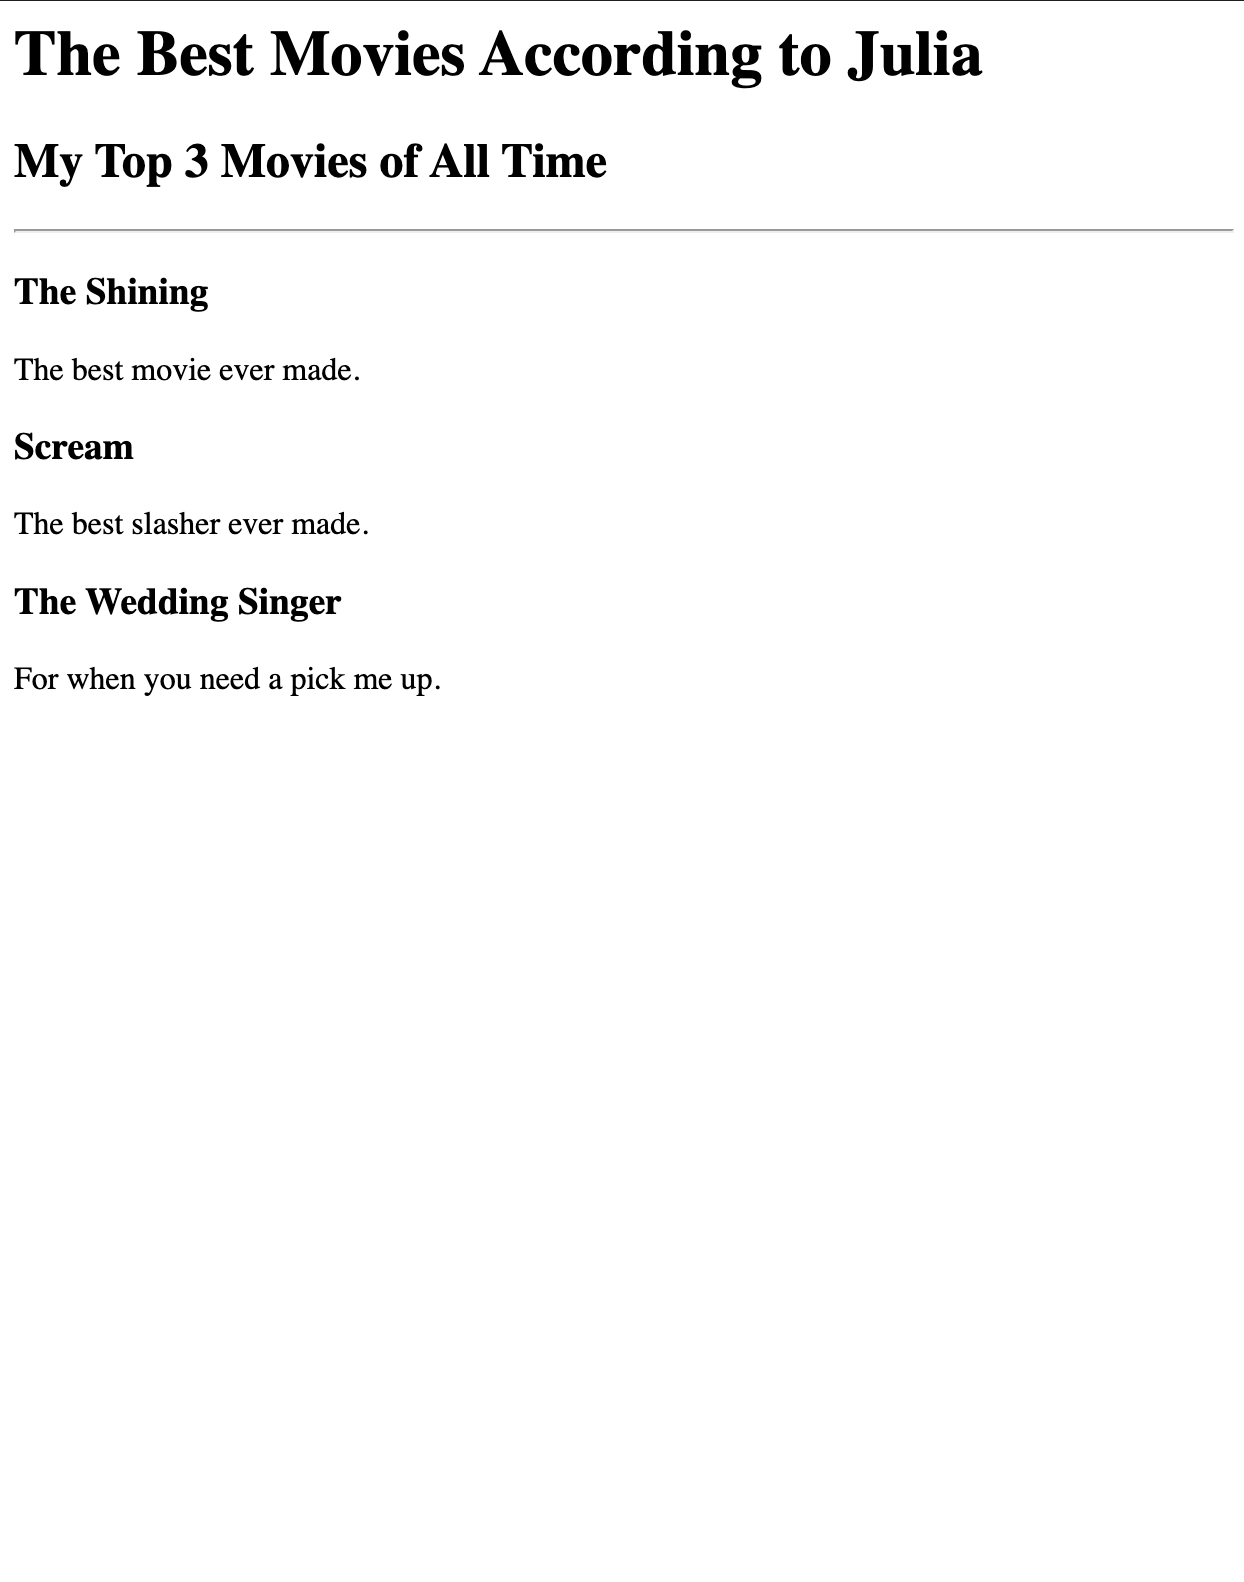 The Best Movies According to Julia
My Top 3 Movies of All Time
The Shining
The best movie ever made.
Scream
The best slasher ever made.
The Wedding Singer
For when you need a pick me up.